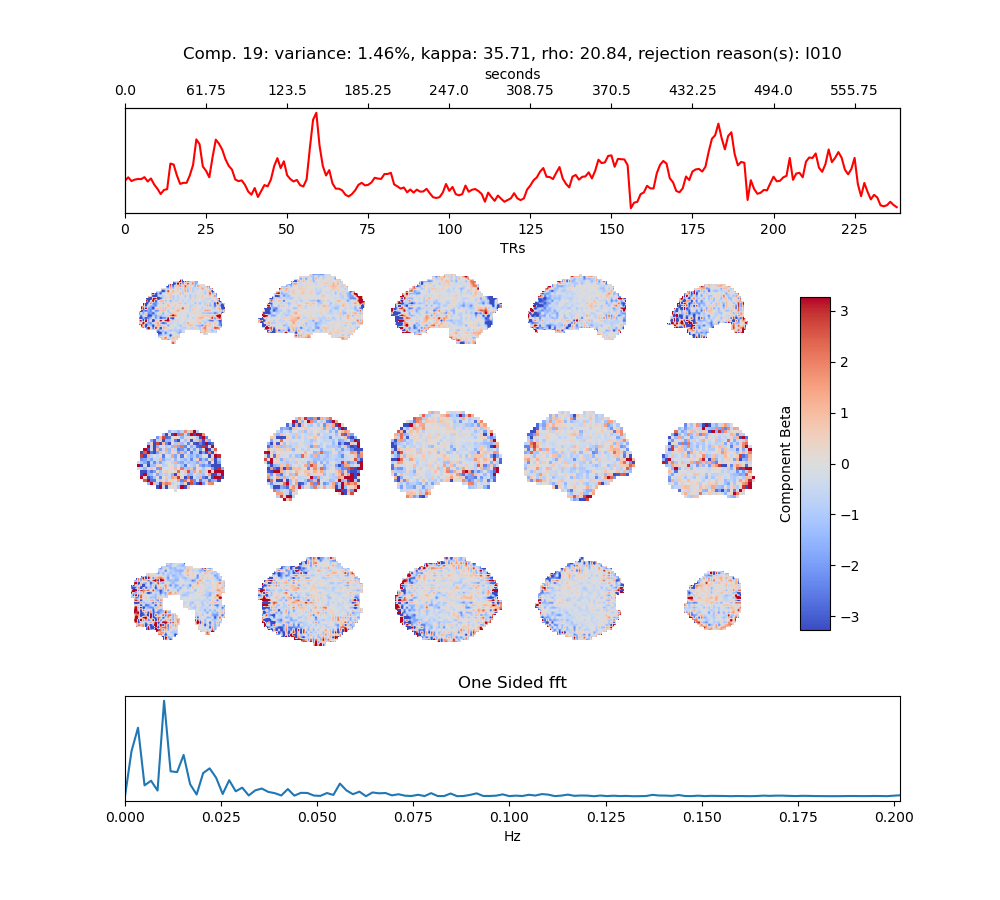 Comp. 19: variance: 1.46%, kappa: 35.71, rho: 20.84, rejection reason(s): I010
seconds
0.0 61.75 123.5 185.25 247.0 308.75 370.5 432.25 494.0 555.75
0 25 50 75 100 125 150 175 200 225
TRs
3
2
1
0
−1
−2
−3
Component Beta
One Sided fft
0.000 0.025 0.050 0.075 0.100 0.125 0.150 0.175 0.200
Hz